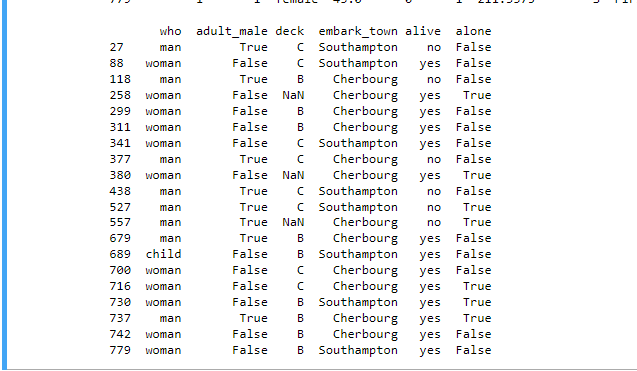 who  adult_male deck  embark_town alive  alone
27      man        True    C  Southampton    no  False
88    woman       False    C  Southampton   yes  False
118     man        True    B    Cherbourg    no  False
258   woman       False  NaN    Cherbourg   yes   True
299   woman       False    B    Cherbourg   yes  False
311   woman       False    B    Cherbourg   yes  False
341   woman       False    C  Southampton   yes  False
377     man        True    C    Cherbourg    no  False
380   woman       False  NaN    Cherbourg   yes   True
438     man        True    C  Southampton    no  False
527     man        True    C  Southampton    no   True
557     man        True  NaN    Cherbourg    no   True
679     man        True    B    Cherbourg   yes  False
689   child       False    B  Southampton   yes  False
700   woman       False    C    Cherbourg   yes  False
716   woman       False    C    Cherbourg   yes   True
730   woman       False    B  Southampton   yes   True
737     man        True    B    Cherbourg   yes   True
742   woman       False    B    Cherbourg   yes  False
779   woman       False    B  Southampton   yes  False